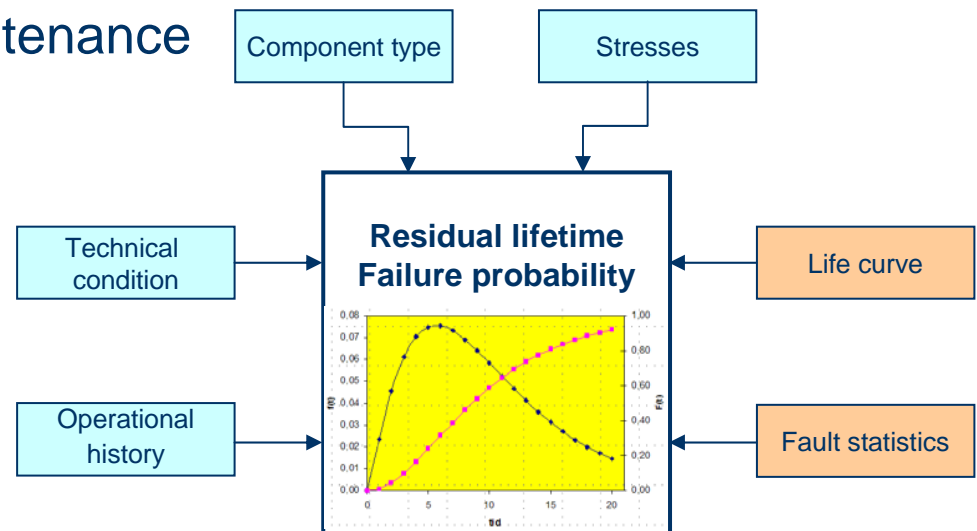 tenance
Component type
Stresses
Technical
condition
Residual lifetime
Failure probability
Life curve
Operational
history
Fault statistics
0,08
0,07
0,06
0,05
0,04
0,03
0,02
0,01
0,00
f(t)
1,00
0,80
0,60
0,40
0,20
0,00
F(t)
0
5
10
15
20